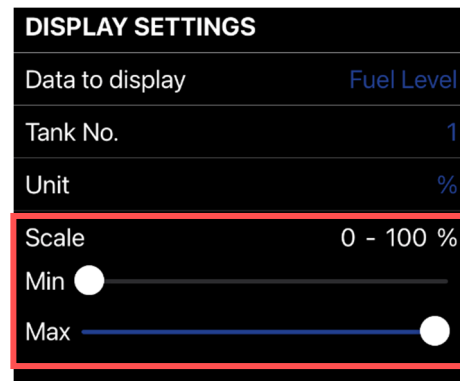 DISPLAY SETTINGS
Data to display Fuel Level
Tank No. 1
Unit %
Scale 0 - 100 %
Min
Max